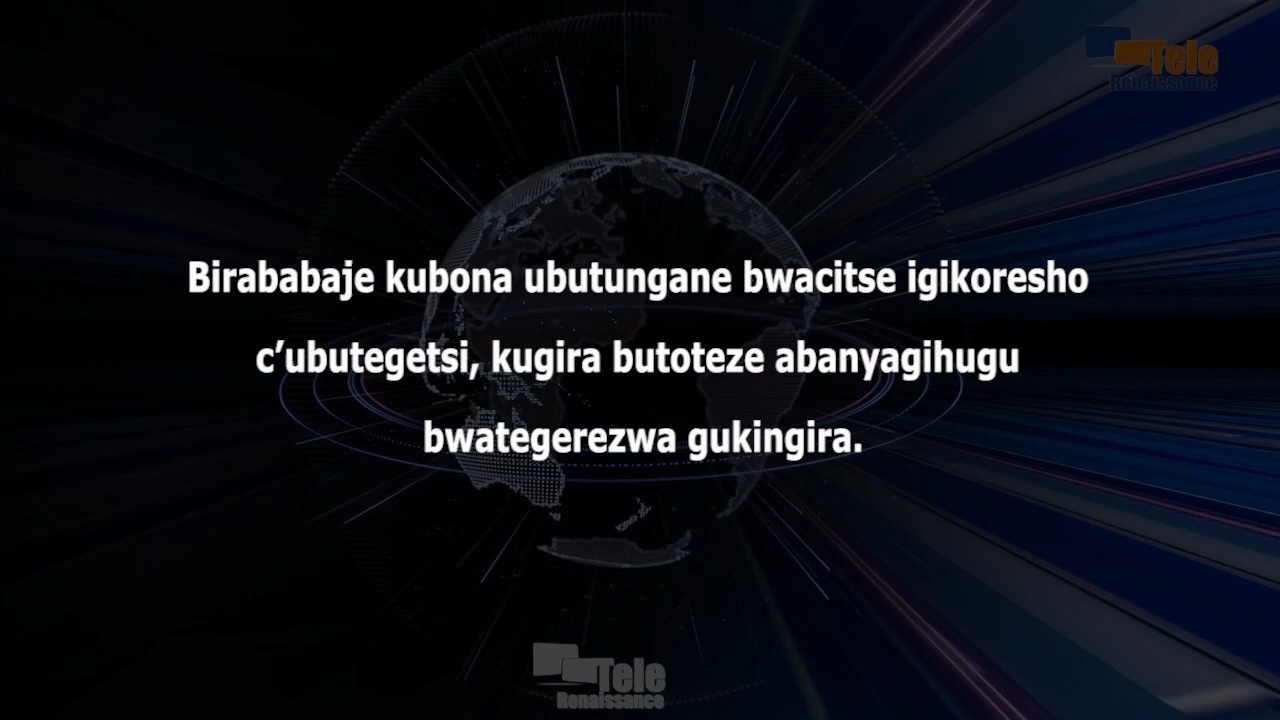 Tele
Renaissance
Birababaje kubona ubutungane bwacitse igikoresho
c’ubutegetsi, kugira butoteze abanyagihugu
bwategerezwa gukingira.
Tele
Renaissance